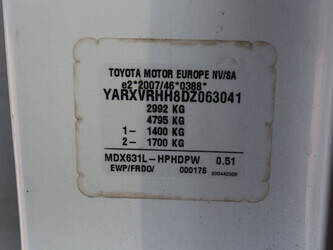 TOYOTA MOTOR EUROPE NV/SA
e2*2007/46*0388*
YARXVRHH8DZ063041
2992 KG
4795 KG
1- 1400 KG
2- 1700 KG
MDX631L-HPHDPW 0.51
EWP/FRDO/ 000176